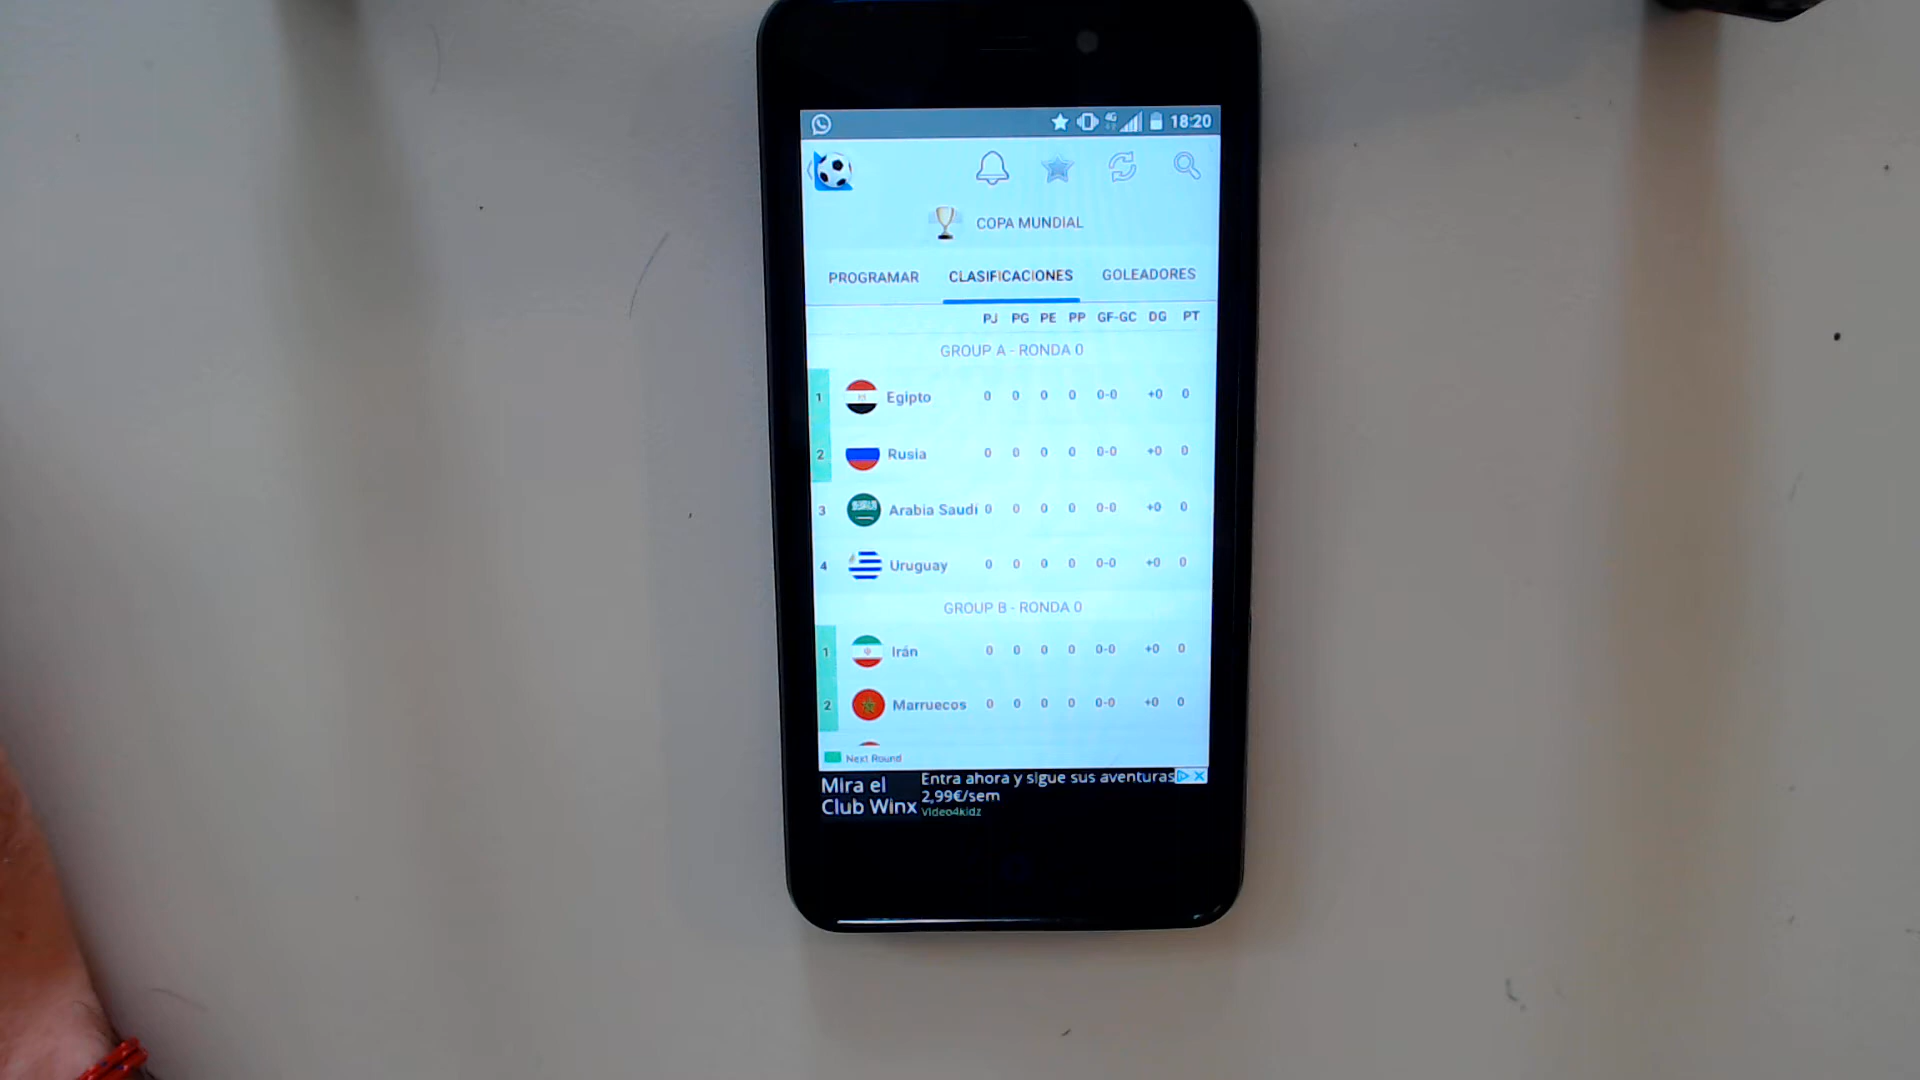 4G 18:20
COPA MUNDIAL
PROGRAMAR CLASIFICACIONES GOLEADORES
PJ PG PE PP GF-GC DG PT
GROUP A - RONDA 0
1 Egipto 0 0 0 0 0-0 +0 0
2 Rusia 0 0 0 0 0-0 +0 0
3 Arabia Saudi 0 0 0 0 0-0 +0 0
4 Uruguay 0 0 0 0 0-0 +0 0
GROUP B - RONDA 0
1 Irán 0 0 0 0 0-0 +0 0
2 Marruecos 0 0 0 0 0-0 +0 0
Next Round
Mira el
Club Winx
Entra ahora y sigue sus aventuras
2,99€/sem
Video4kidz